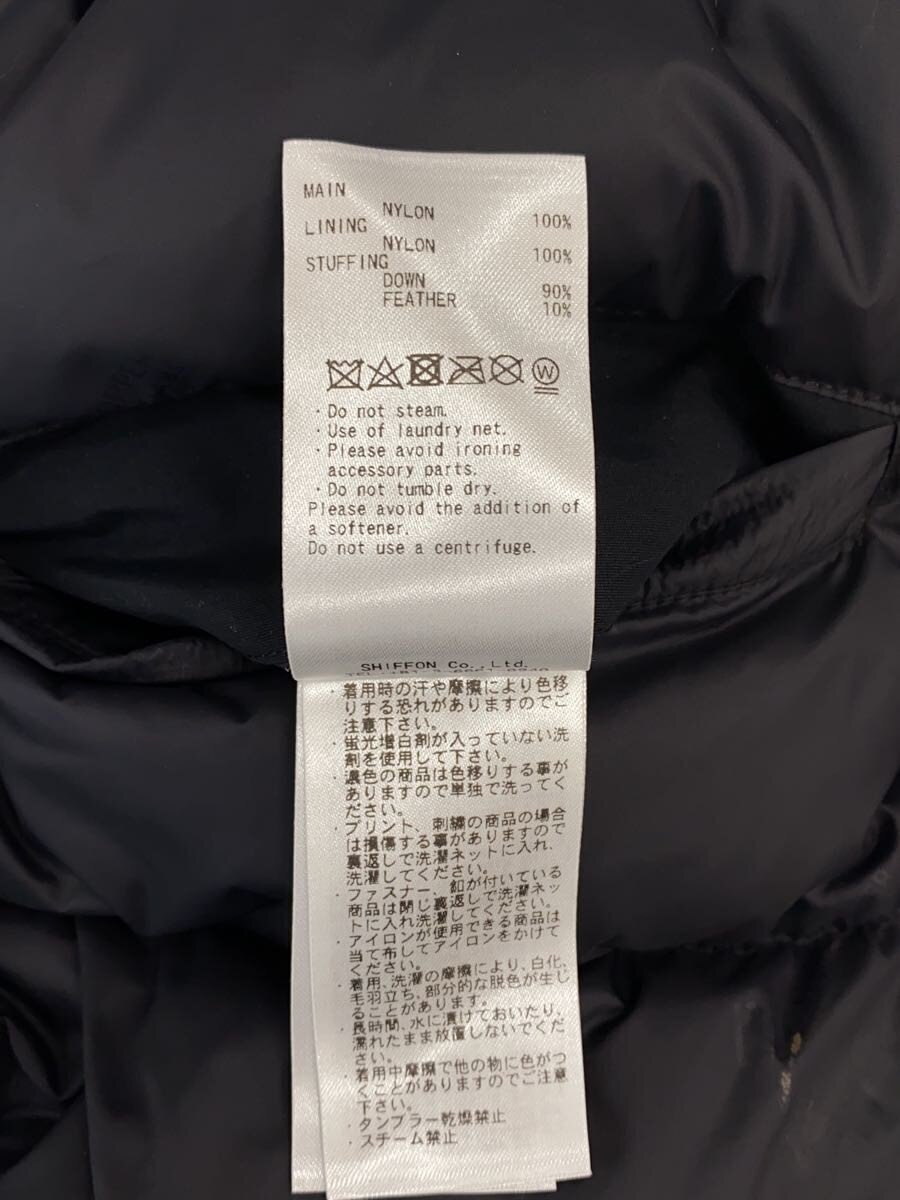 MAIN
NYLON 100%
LINING
NYLON 100%
STUFFING
DOWN 90%
FEATHER 10%
W
· Do not steam.
· Use of laundry net.
· Please avoid ironing
accessory parts.
· Do not tumble dry.
Please avoid the addition of
a softener.
Do not use a centrifuge.
SHIFFON Co., Ltd.
· 着用時の汗や摩擦により色移
りする恐れがありますのでご
注意下さい。
· 蛍光増白剤が入っていない洗
剤を使用して下さい。
· 濃色の商品は色移りする事が
ありますので単独で洗ってく
ださい。
· プリント、刺繍の商品の場合
は損傷する事がありますので
裏返しで洗濯ネットに入れ、
洗濯してください。
· ファスナー、釦が付いている
商品は閉じ裏返しで洗濯ネッ
トに入れ洗濯してください。
· アイロンが使用できる商品は
当て布してアイロンをかけて
ください。
· 着用、洗濯の摩擦により、白化、
毛羽立ち、部分的な脱色が生じ
ることがあります。
· 長時間、水に漬けておいたり、
濡れたまま放置しないでくだ
さい。
· 着用中摩擦で他の物に色がつ
くことがありますのでご注意
下さい。
· タンブラー乾燥禁止
· スチーム禁止